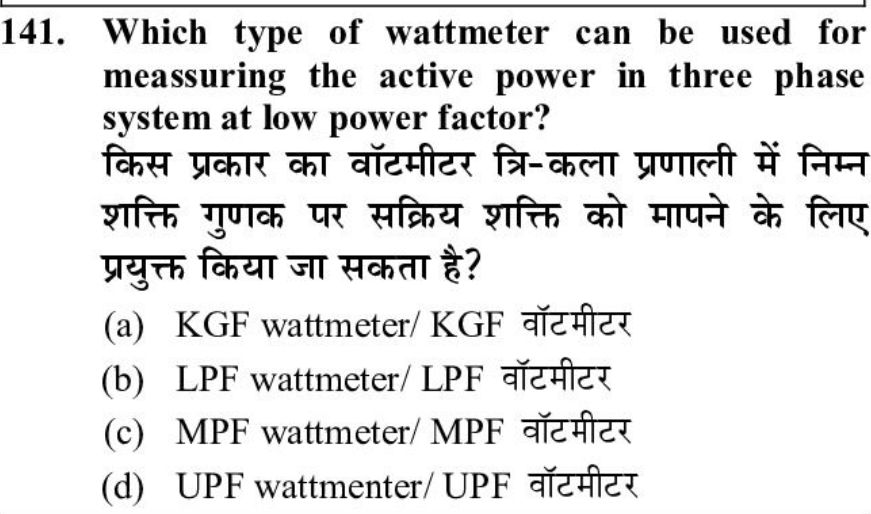 141. Which type of wattmeter can be used for
meassuring the active power in three phase
system at low power factor?
किस प्रकार का वॉटमीटर त्रि-कला प्रणाली में निम्न
शक्ति गुणक पर सक्रिय शक्ति को मापने के लिए
प्रयुक्त किया जा सकता है?
(a) KGF wattmeter/ KGF वॉटमीटर
(b) LPF wattmeter/ LPF वॉटमीटर
(c) MPF wattmeter/ MPF वॉटमीटर
(d) UPF wattmenter/ UPF वॉटमीटर